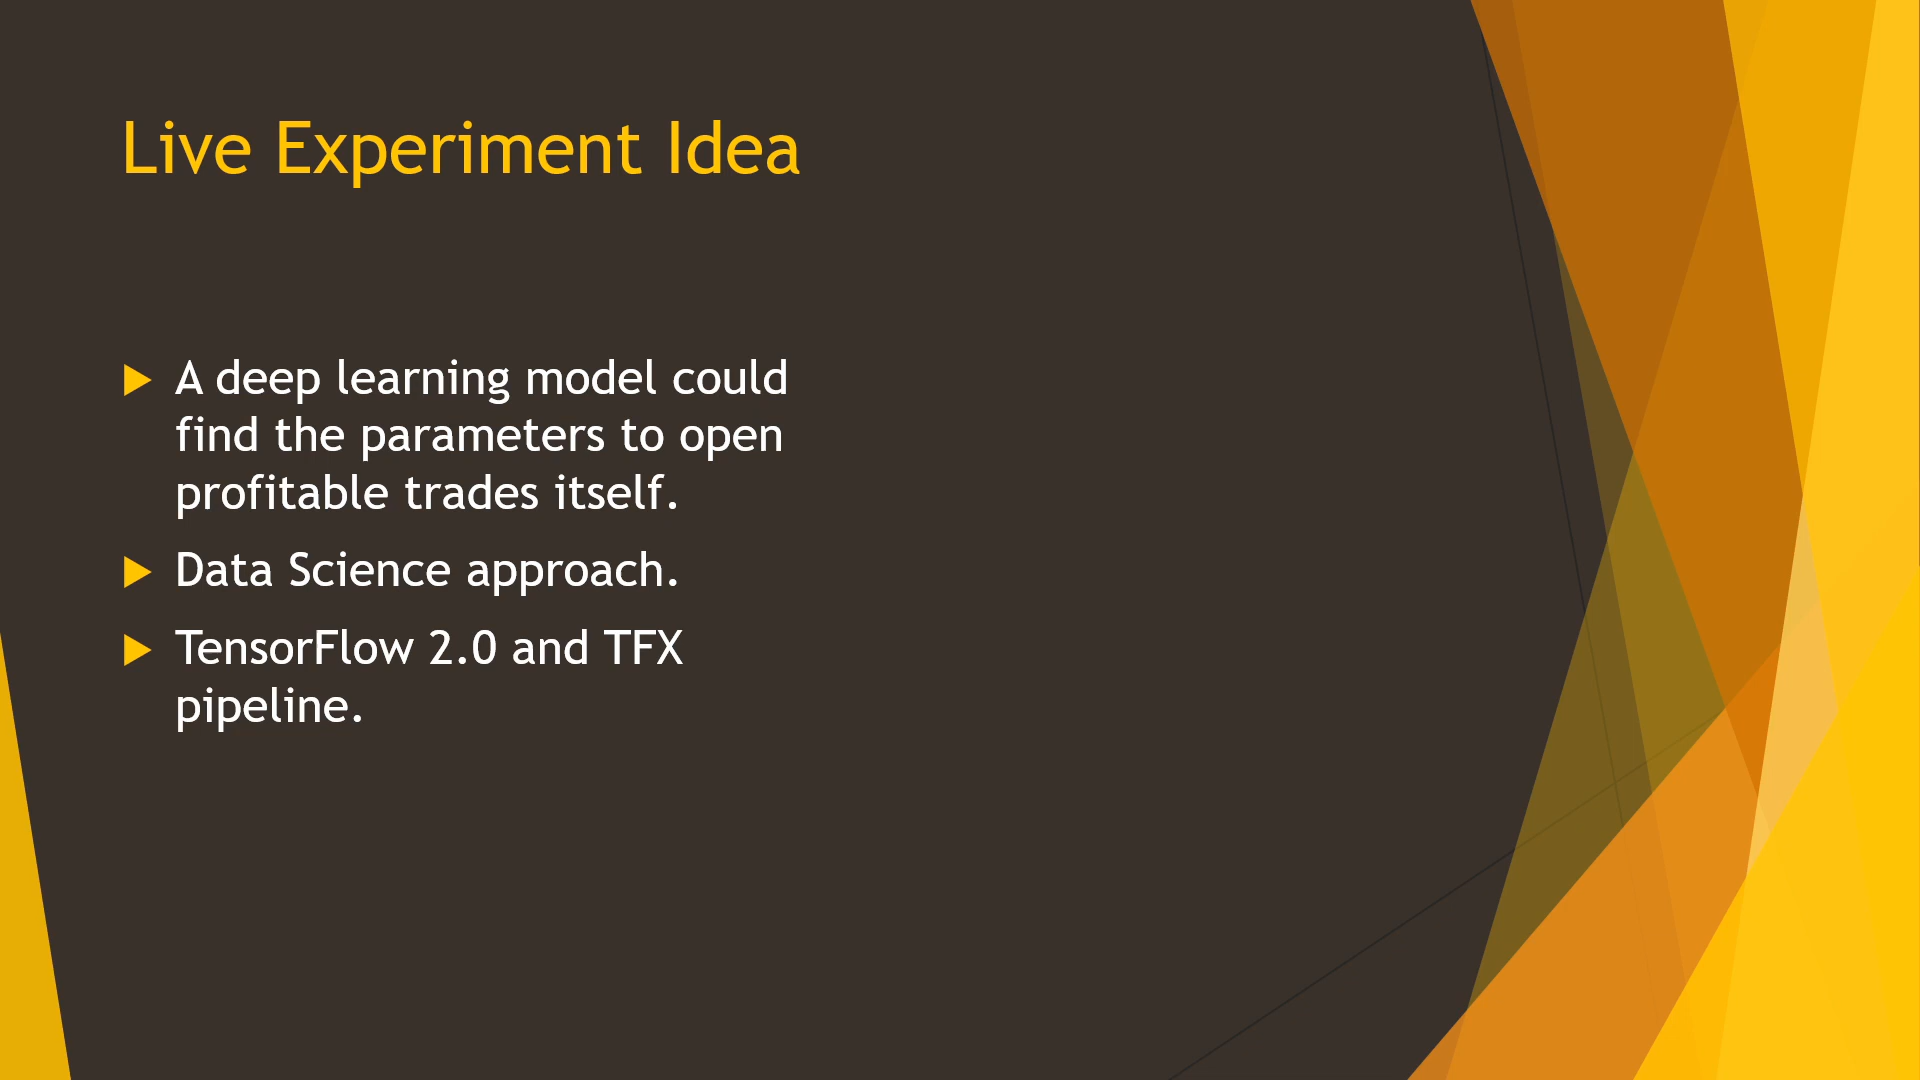 Live Experiment Idea
A deep learning model could
find the parameters to open
profitable trades itself.
Data Science approach.
TensorFlow 2.0 and TFX
pipeline.